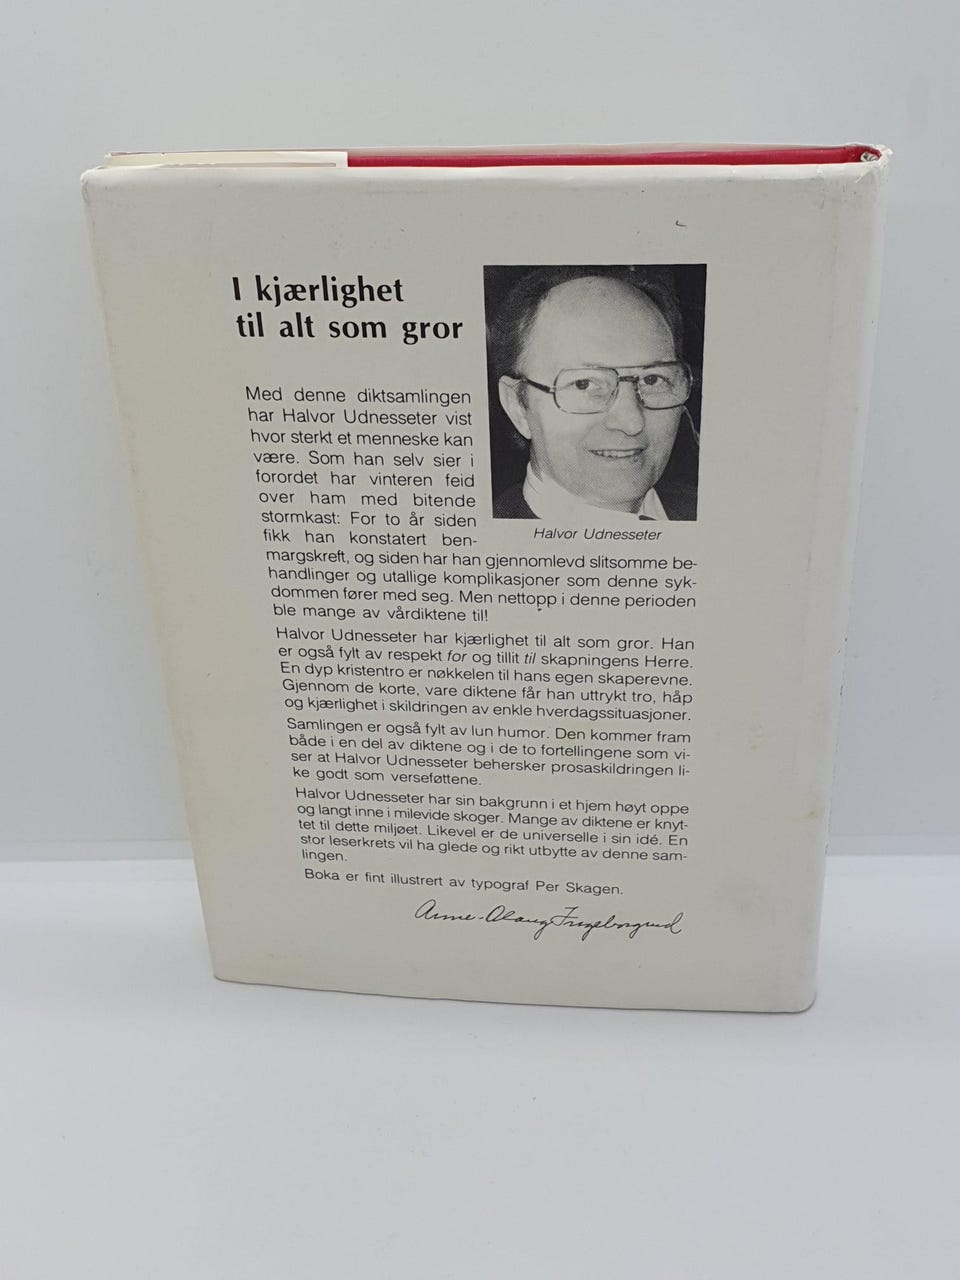 I kjærlighet
til alt som gror
Med denne diktsamlingen
har Halvor Udnesseter vist
hvor sterkt et menneske kan
være. Som han selv sier i
forordet har vinteren feid
over ham med bitende
stormkast: For to år siden
fikk han konstatert ben-
margskreft, og siden har han gjennomlevd slitsomme be-
handlinger og utallige komplikasjoner som denne syk-
dommen fører med seg. Men nettopp i denne perioden
ble mange av vårdiktene til!
Halvor Udnesseter
Halvor Udnesseter har kjærlighet til alt som gror. Han
er også fylt av respekt for og tillit til skapningens Herre.
En dyp kristentro er nøkkelen til hans egen skaperevne.
Gjennom de korte, vare diktene får han uttrykt tro, håp
og kjærlighet i skildringen av enkle hverdagssituasjoner.
Samlingen er også fylt av lun humor. Den kommer fram
både i en del av diktene og i de to fortellingene som vi-
ser at Halvor Udnesseter behersker prosaskildringen li-
ke godt som verseføttene.
Halvor Udnesseter har sin bakgrunn i et hjem høyt oppe
og langt inne i milevide skoger. Mange av diktene er knyt-
tet til dette miljøet. Likevel er de universelle i sin idé. En
stor leserkrets vil ha glede og rikt utbytte av denne sam-
lingen.
Boka er fint illustrert av typograf Per Skagen.
Anne-Olaug Ingeborgrud